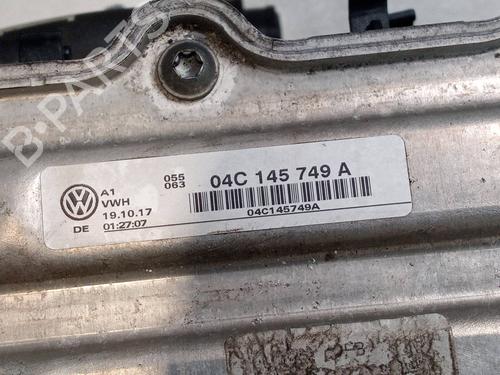 B-PARTS
055
063
04C 145 749 A
A1
VWH
19.10.17
DE 01:27:07
04C145749A